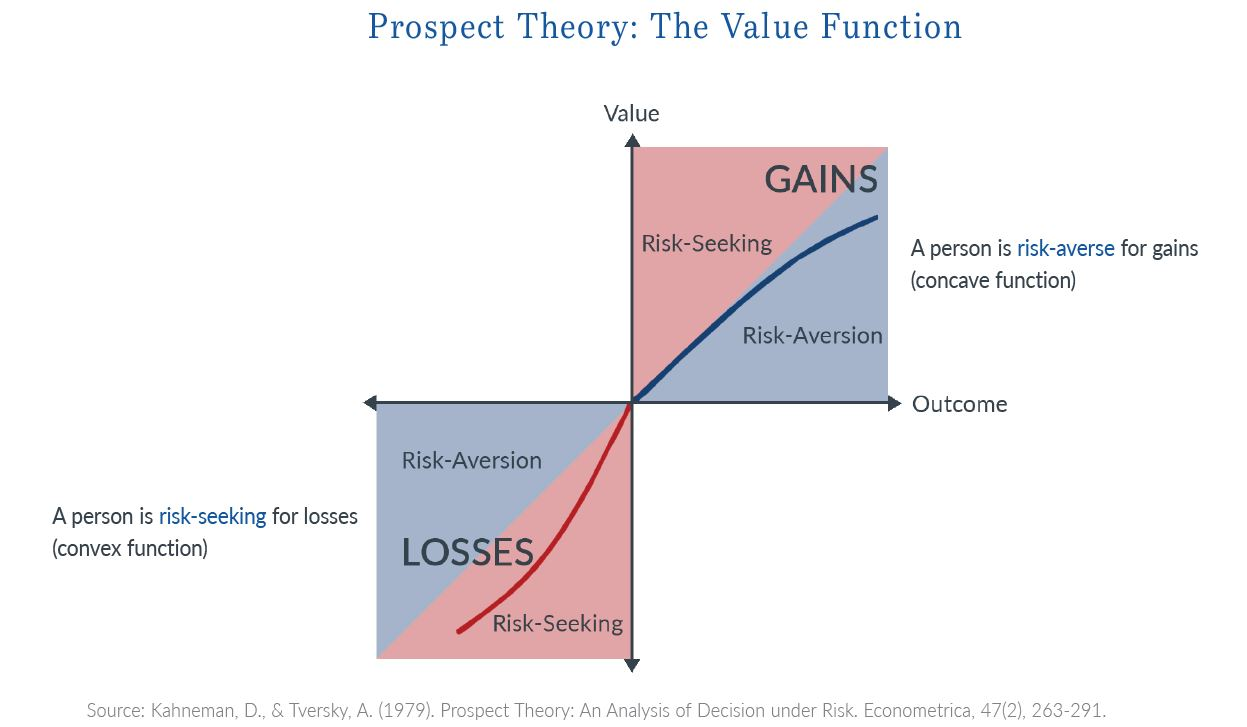 Prospect Theory: The Value Function
Value
GAINS
Risk-Seeking
A person is risk-averse for gains
(concave function)
Risk-Aversion
Outcome
Risk-Aversion
A person is risk-seeking for losses
(convex function)
LOSSES
Risk-Seeking
Source: Kahneman, D., & Tversky, A. (1979). Prospect Theory: An Analysis of Decision under Risk. Econometrica, 47(2), 263-291.